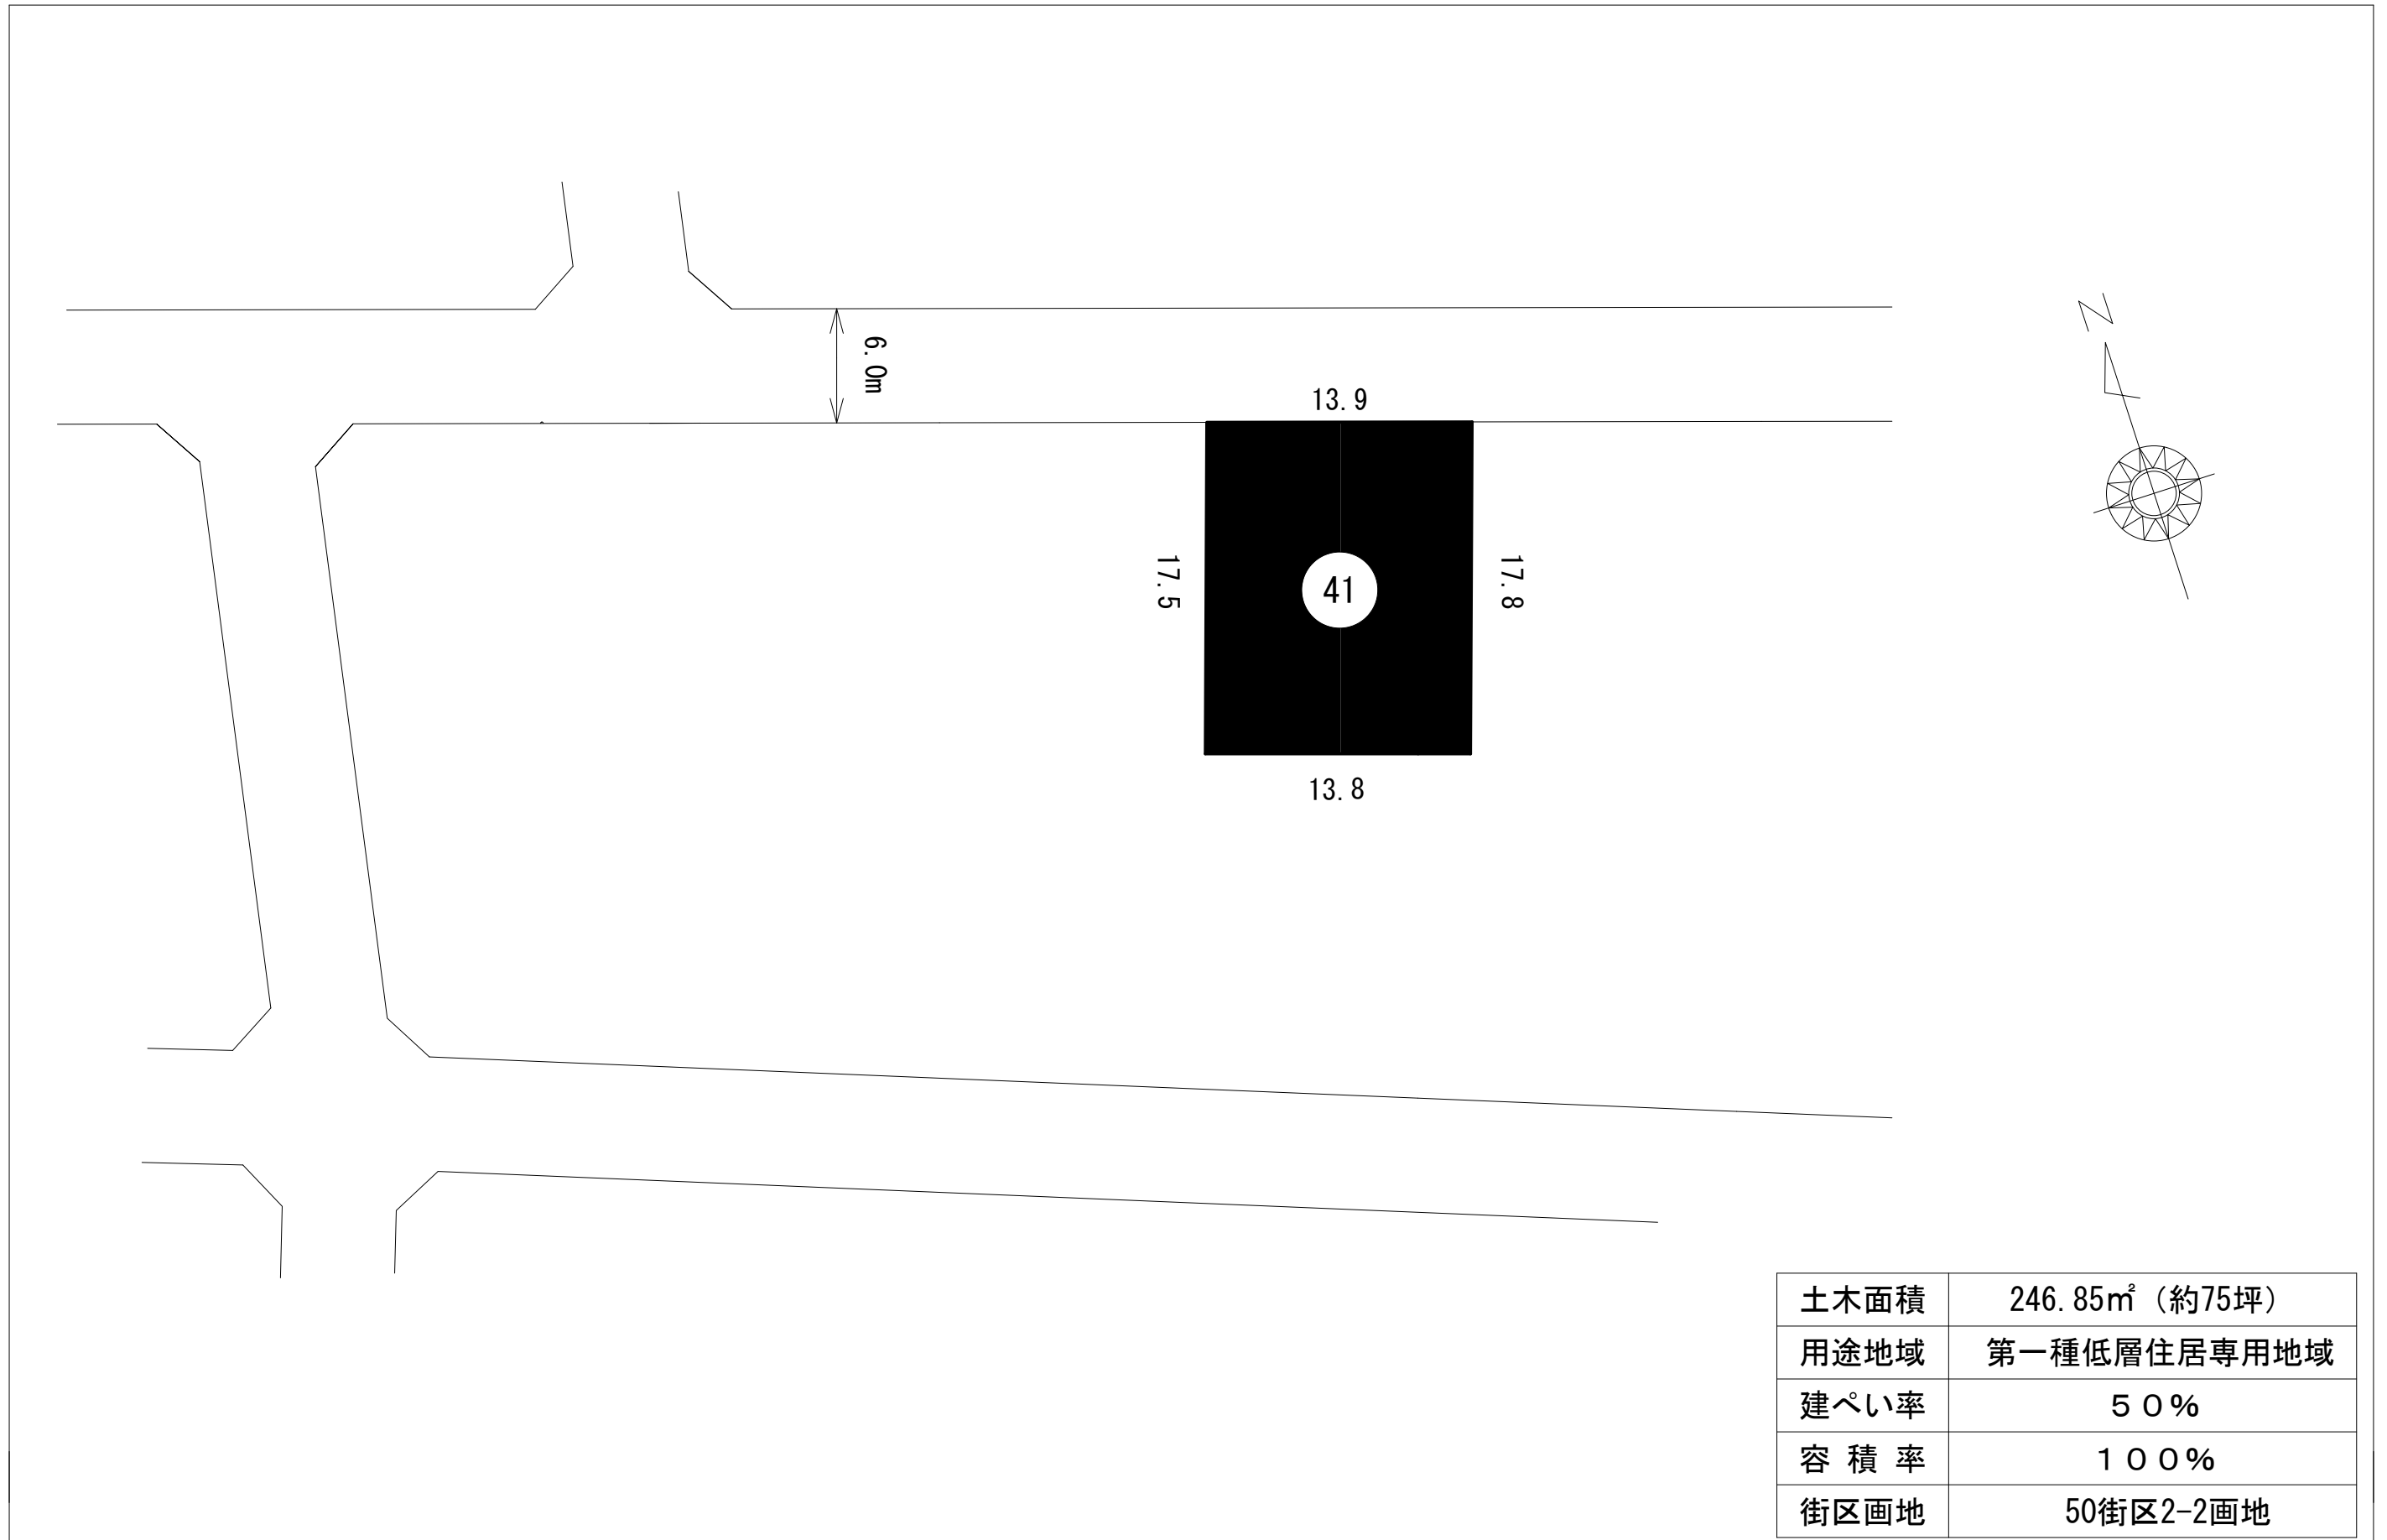 N
6.0m
13.9
17.5
41
17.8
13.8
土木面積 246.85㎡（約75坪）
用途地域 第一種低層住居専用地域
建ぺい率 ５０％
容 積 率 １００％
街区画地 50街区2-2画地